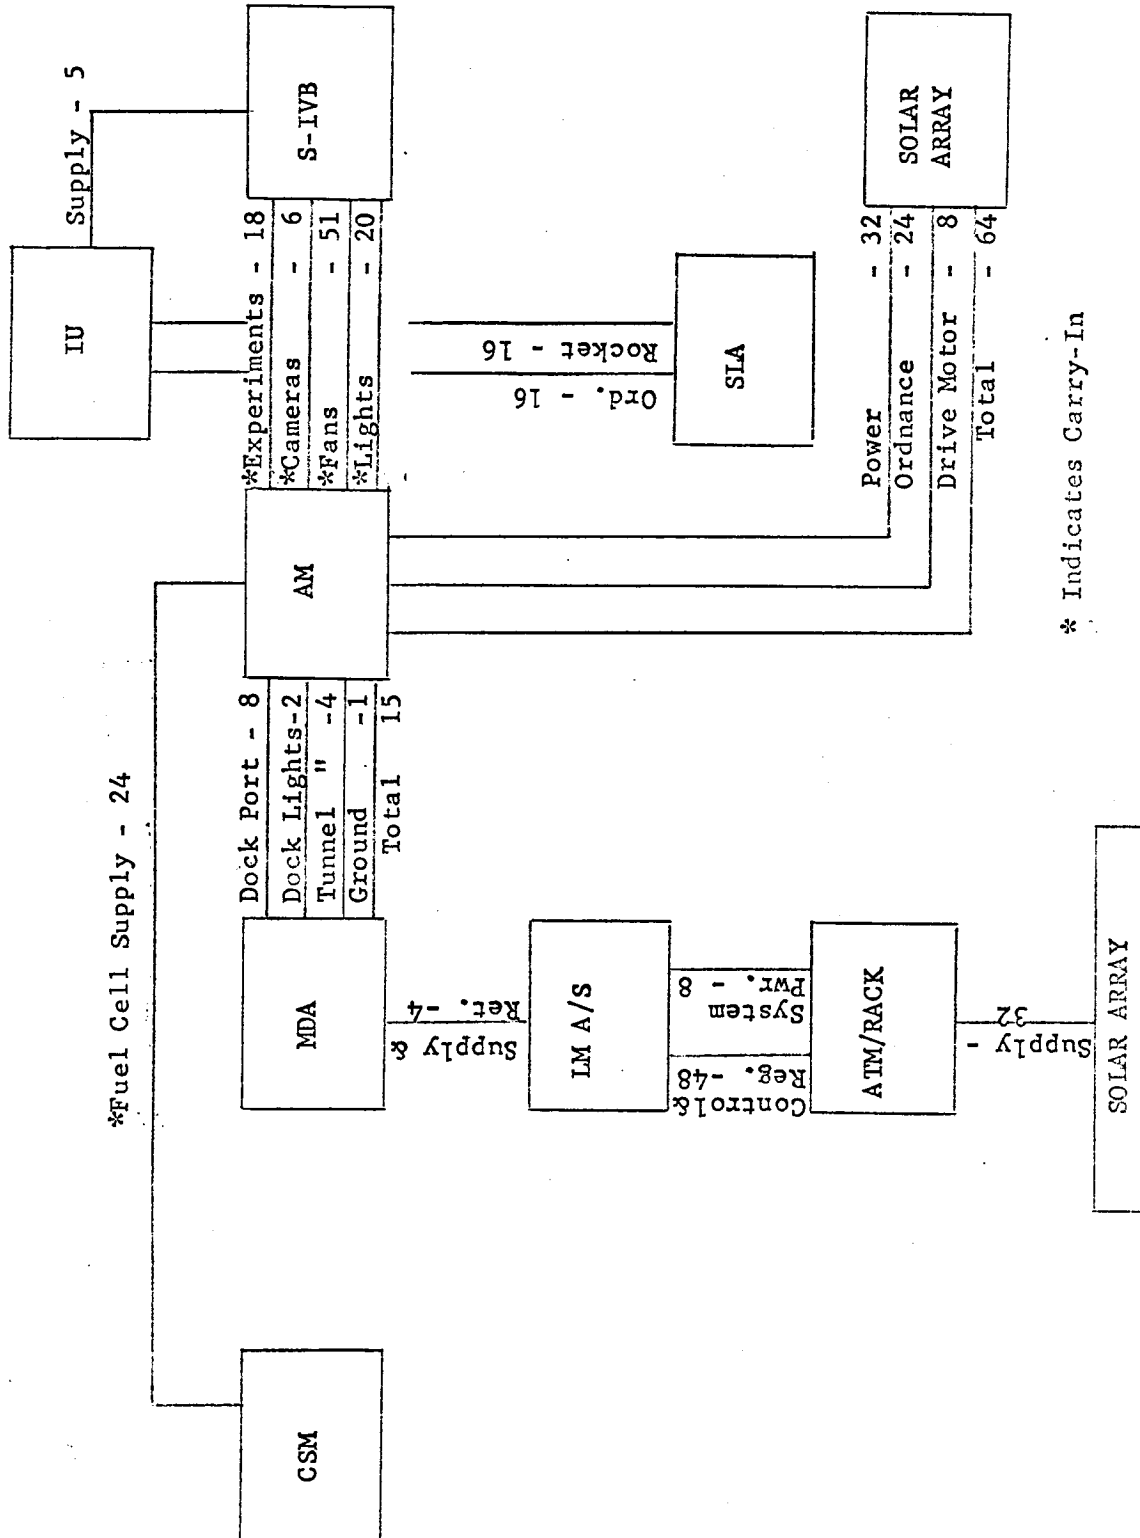 *Fuel Cell Supply - 24
Supply - 5
IU
CSM
MDA
Dock Port - 8
Dock Lights-2
Tunnel " -4
Ground -1
Total 15
AM
*Experiments - 18
*Cameras - 6
*Fans - 51
*Lights - 20
S-IVB
Supply &
Ret. -4
LM A/S
Control&
Reg. -48
System
Pwr. - 8
ATM/RACK
Supply -
32
SOLAR ARRAY
Ord. - 16
Rocket - 16
SLA
Power - 32
Ordnance - 24
Drive Motor - 8
Total - 64
SOLAR
ARRAY
* Indicates Carry-In